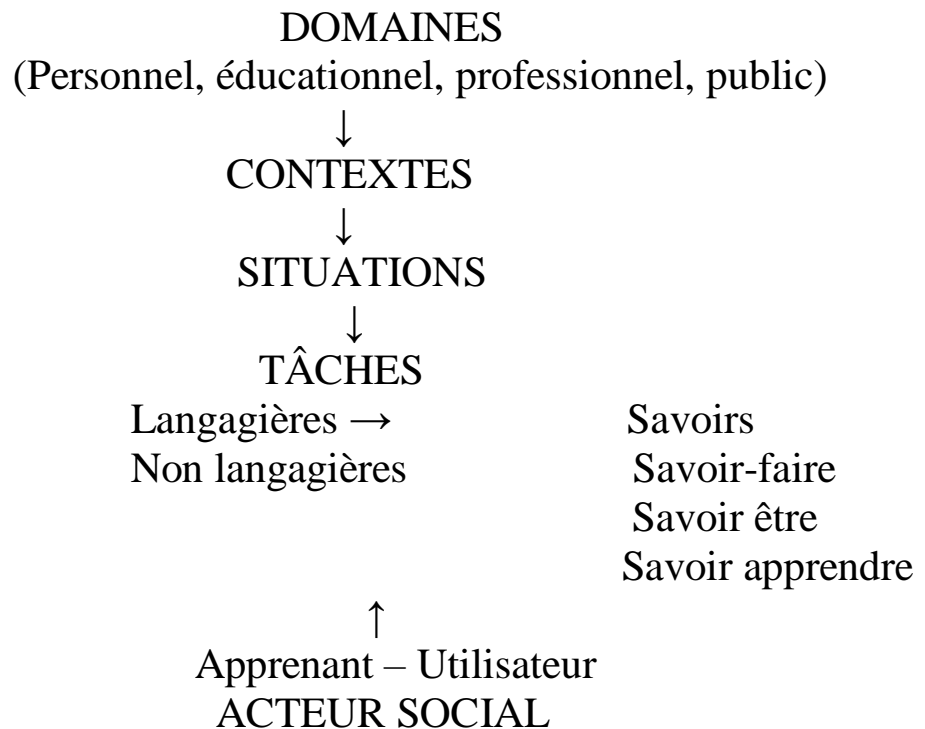 DOMAINES
(Personnel, éducationnel, professionnel, public)
↓
CONTEXTES
↓
SITUATIONS
↓
TÂCHES
Langagières → Savoirs
Non langagières Savoir-faire
Savoir être
Savoir apprendre
↑
Apprenant – Utilisateur
ACTEUR SOCIAL